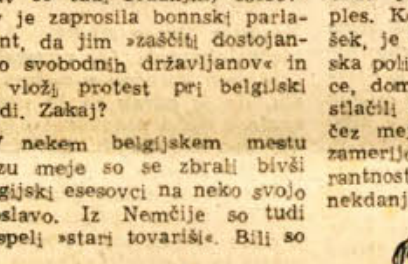 je zaprosila bonnski parla-
nt, da jim »zaščiti dostojan-
o svobodnih državljanov« in
vloži protest pri belgijski
di. Zakaj?
nekem belgijskem mestu
zu meje so se zbrali bivši
gijski esesovci na neko svojo
slavo. Iz Nemčije so tudi
speli »stari tovariši«. Bili so
ples. K
šek, je
ska poli
ce, dom
stlačili
čez me
zamerije
rantnost
nekdanj